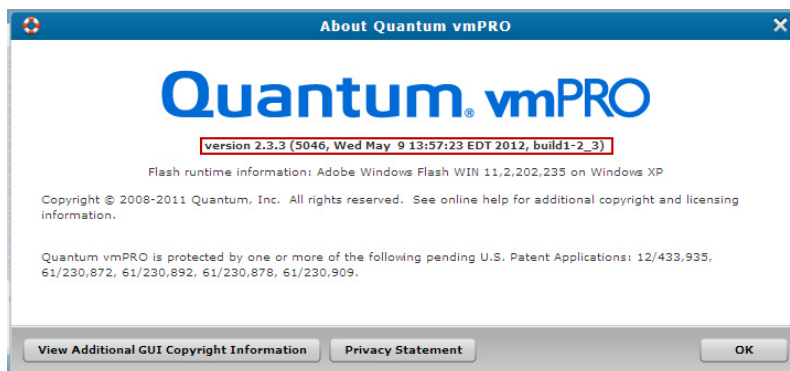 About Quantum vmPRO
Quantum® vmPRO
version 2.3.3 (5046, Wed May 9 13:57:23 EDT 2012, build1-2_3)
Flash runtime information: Adobe Windows Flash WIN 11,2,202,235 on Windows XP
Copyright © 2008-2011 Quantum, Inc. All rights reserved. See online help for additional copyright and licensing
information.
Quantum vmPRO is protected by one or more of the following pending U.S. Patent Applications: 12/433,935,
61/230,872, 61/230,892, 61/230,878, 61/230,909.
View Additional GUI Copyright Information Privacy Statement OK